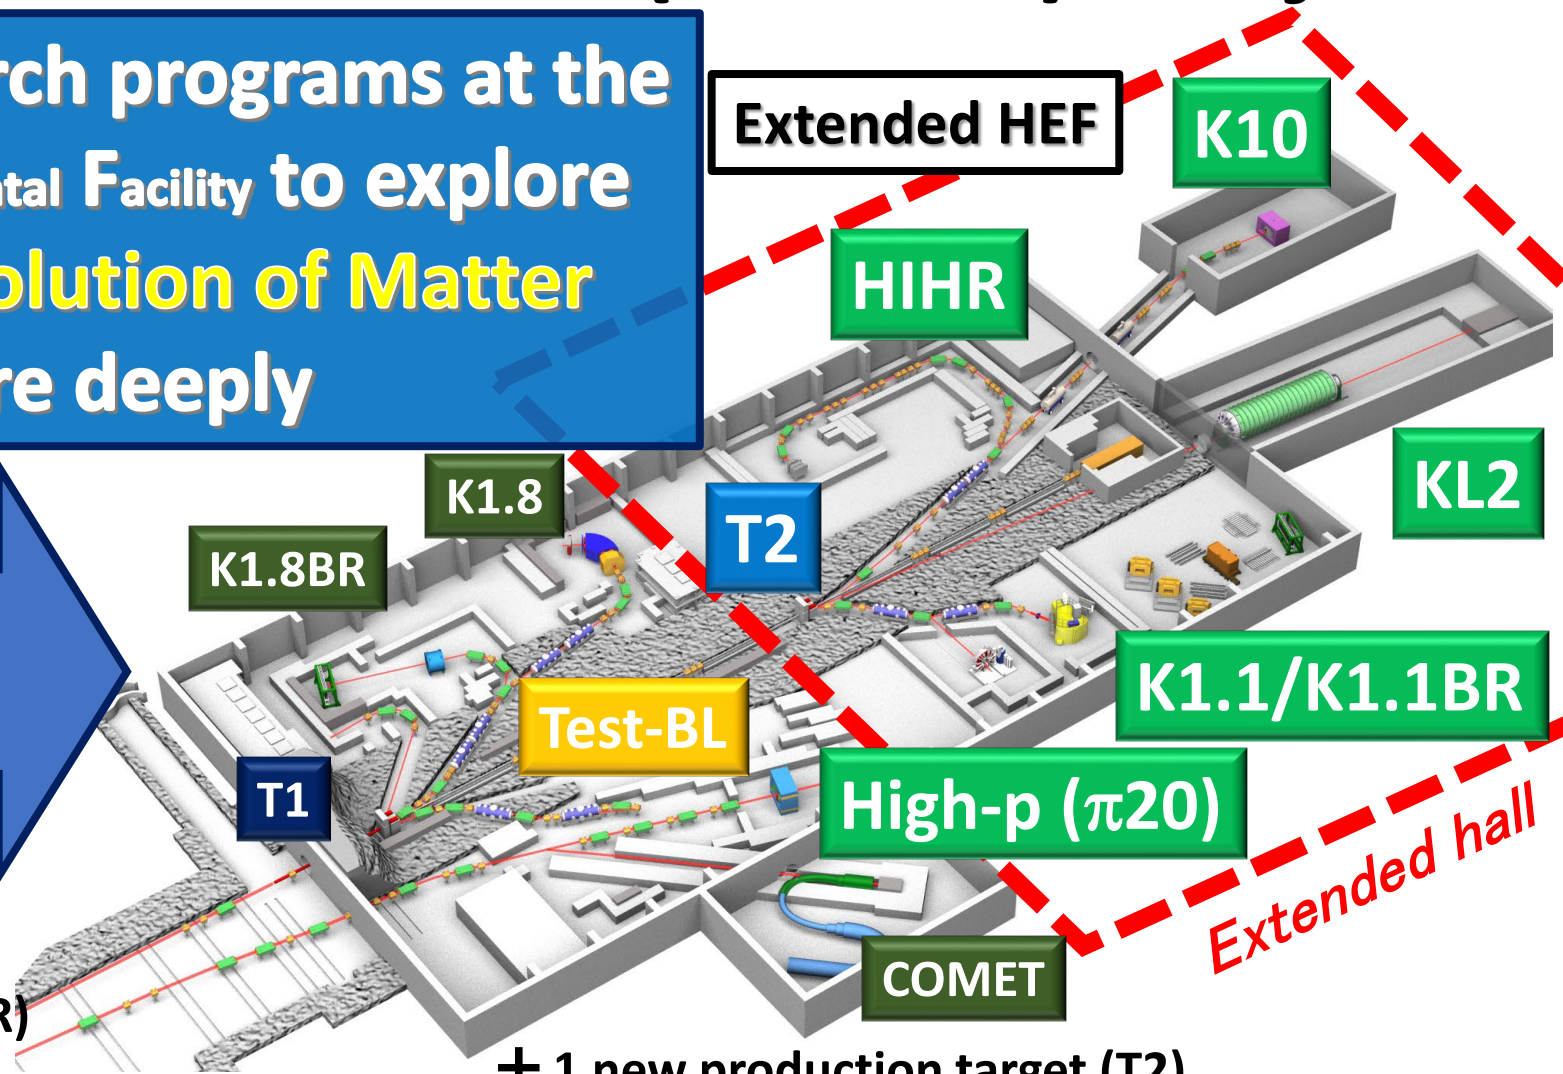 rch programs at the
ntal Facility to explore
olution of Matter
re deeply
Extended HEF
K10
HIHR
KL2
K1.8
K1.8BR
T2
K1.1/K1.1BR
Test-BL
T1
High-p (π20)
Extended hall
COMET
R)
+ 1 new production target (T2)